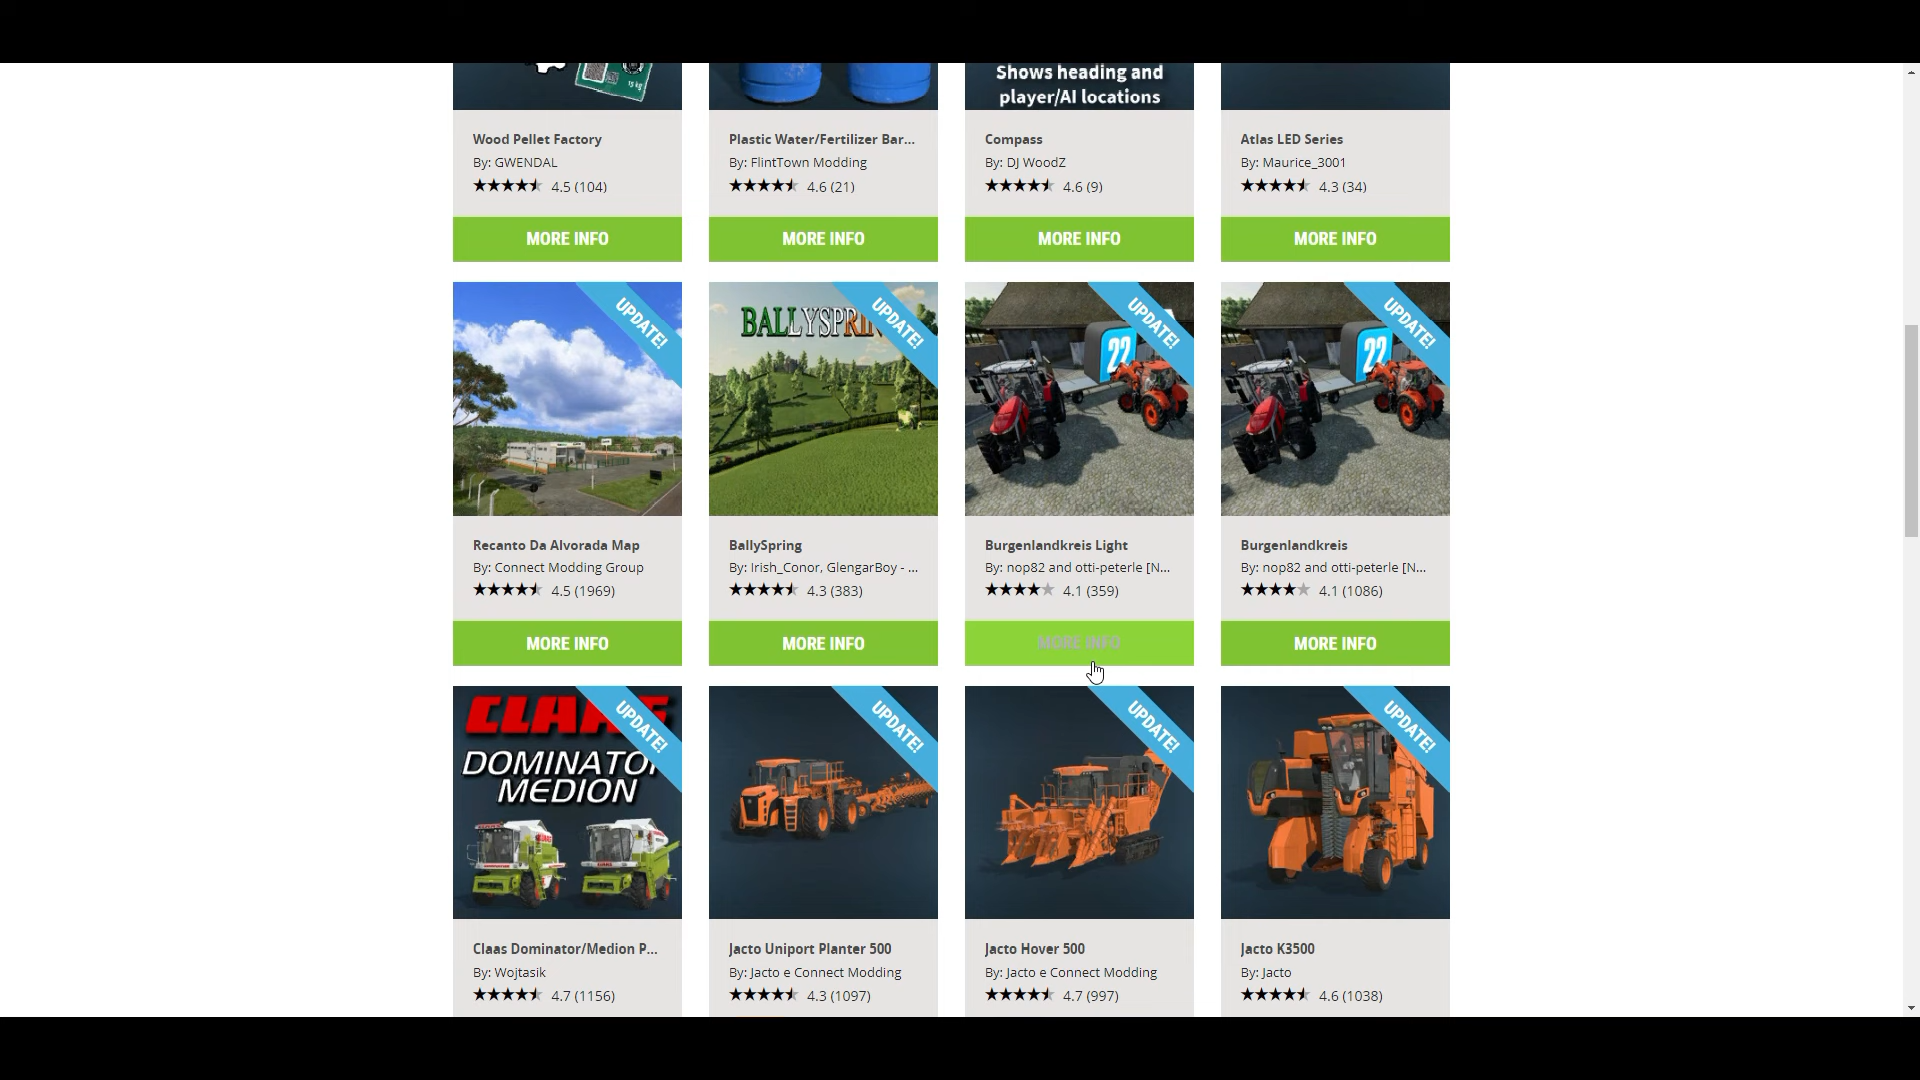 15 kg
Shows heading and
player/AI locations
Wood Pellet Factory
By: GWENDAL
4.5 (104)
MORE INFO
Plastic Water/Fertilizer Bar...
By: FlintTown Modding
4.6 (21)
MORE INFO
Compass
By: DJ WoodZ
4.6 (9)
MORE INFO
Atlas LED Series
By: Maurice_3001
4.3 (34)
MORE INFO
UPDATE!
Recanto Da Alvorada Map
By: Connect Modding Group
4.5 (1969)
MORE INFO
BALLYSPRIN
UPDATE!
BallySpring
By: Irish_Conor, GlengarBoy - ...
4.3 (383)
MORE INFO
22
UPDATE!
Burgenlandkreis Light
By: nop82 and otti-peterle [N...
4.1 (359)
MORE INFO
22
UPDATE!
Burgenlandkreis
By: nop82 and otti-peterle [N...
4.1 (1086)
MORE INFO
CLAAS
DOMINATOR
MEDION
UPDATE!
Claas Dominator/Medion P...
By: Wojtasik
4.7 (1156)
UPDATE!
Jacto Uniport Planter 500
By: Jacto e Connect Modding
4.3 (1097)
UPDATE!
Jacto Hover 500
By: Jacto e Connect Modding
4.7 (997)
UPDATE!
Jacto K3500
By: Jacto
4.6 (1038)